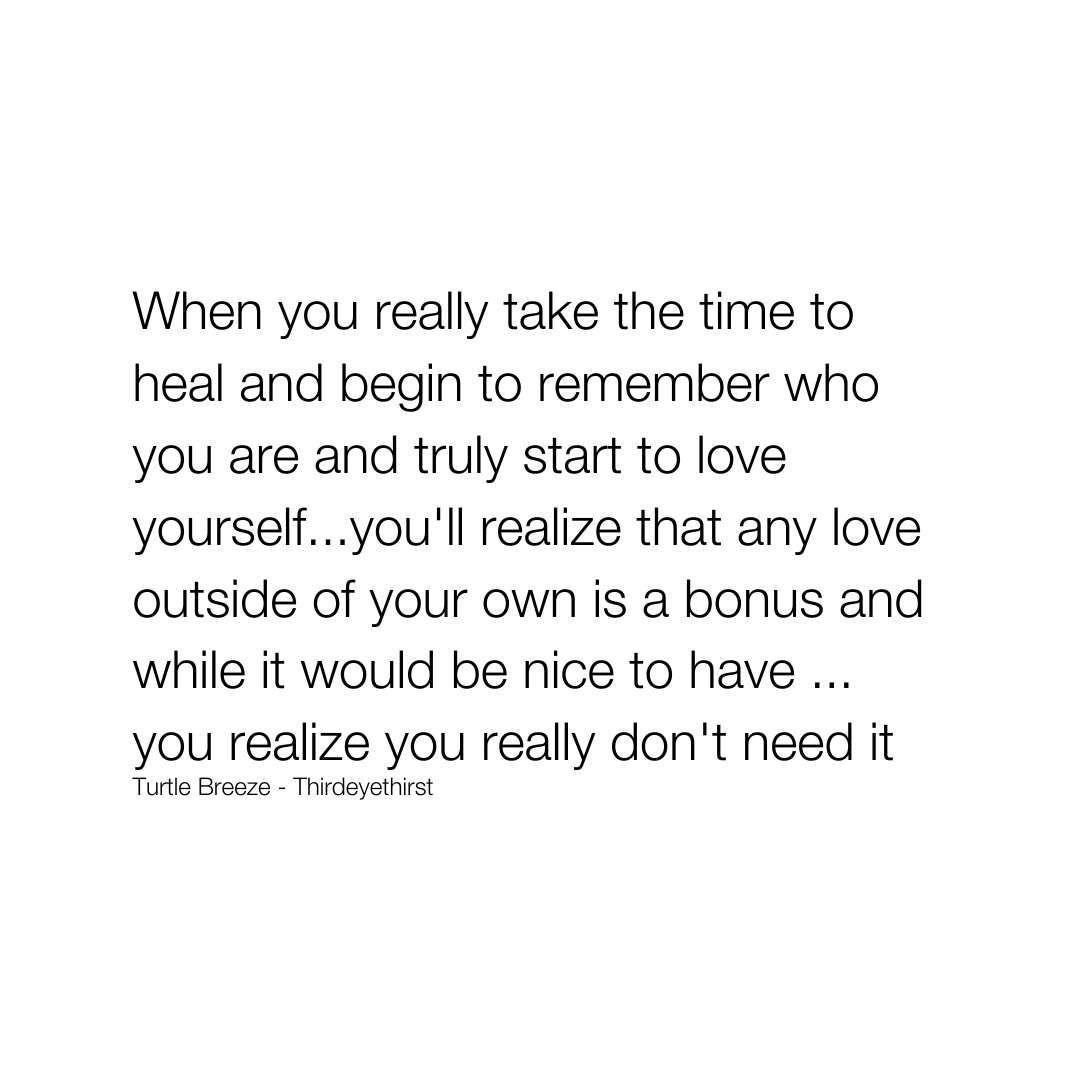 When you really take the time to
heal and begin to remember who
you are and truly start to love
yourself...you'll realize that any love
outside of your own is a bonus and
while it would be nice to have ...
you realize you really don't need it
Turtle Breeze - Thirdeyethirst